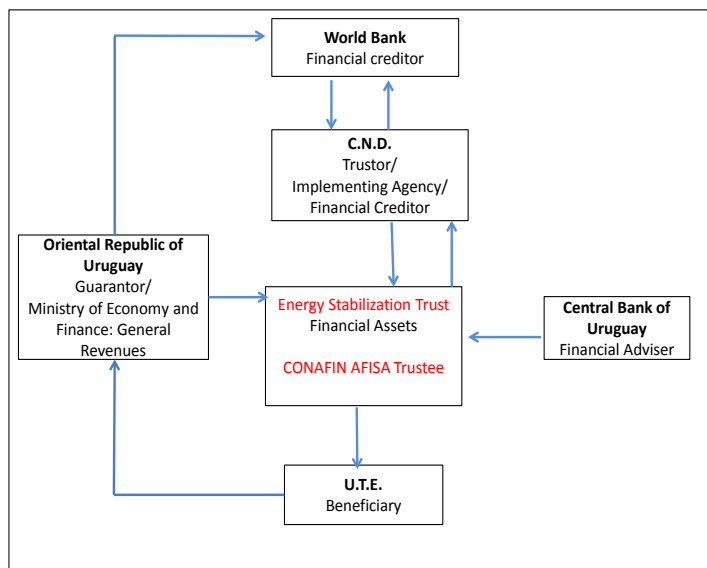 World Bank
Financial creditor
C.N.D.
Trustor/
Implementing Agency/
Financial Creditor
Oriental Republic of
Uruguay
Guarantor/
Ministry of Economy and
Finance: General
Revenues
Energy Stabilization Trust
Financial Assets
CONAFIN AFISA Trustee
Central Bank of
Uruguay
Financial Adviser
U.T.E.
Beneficiary